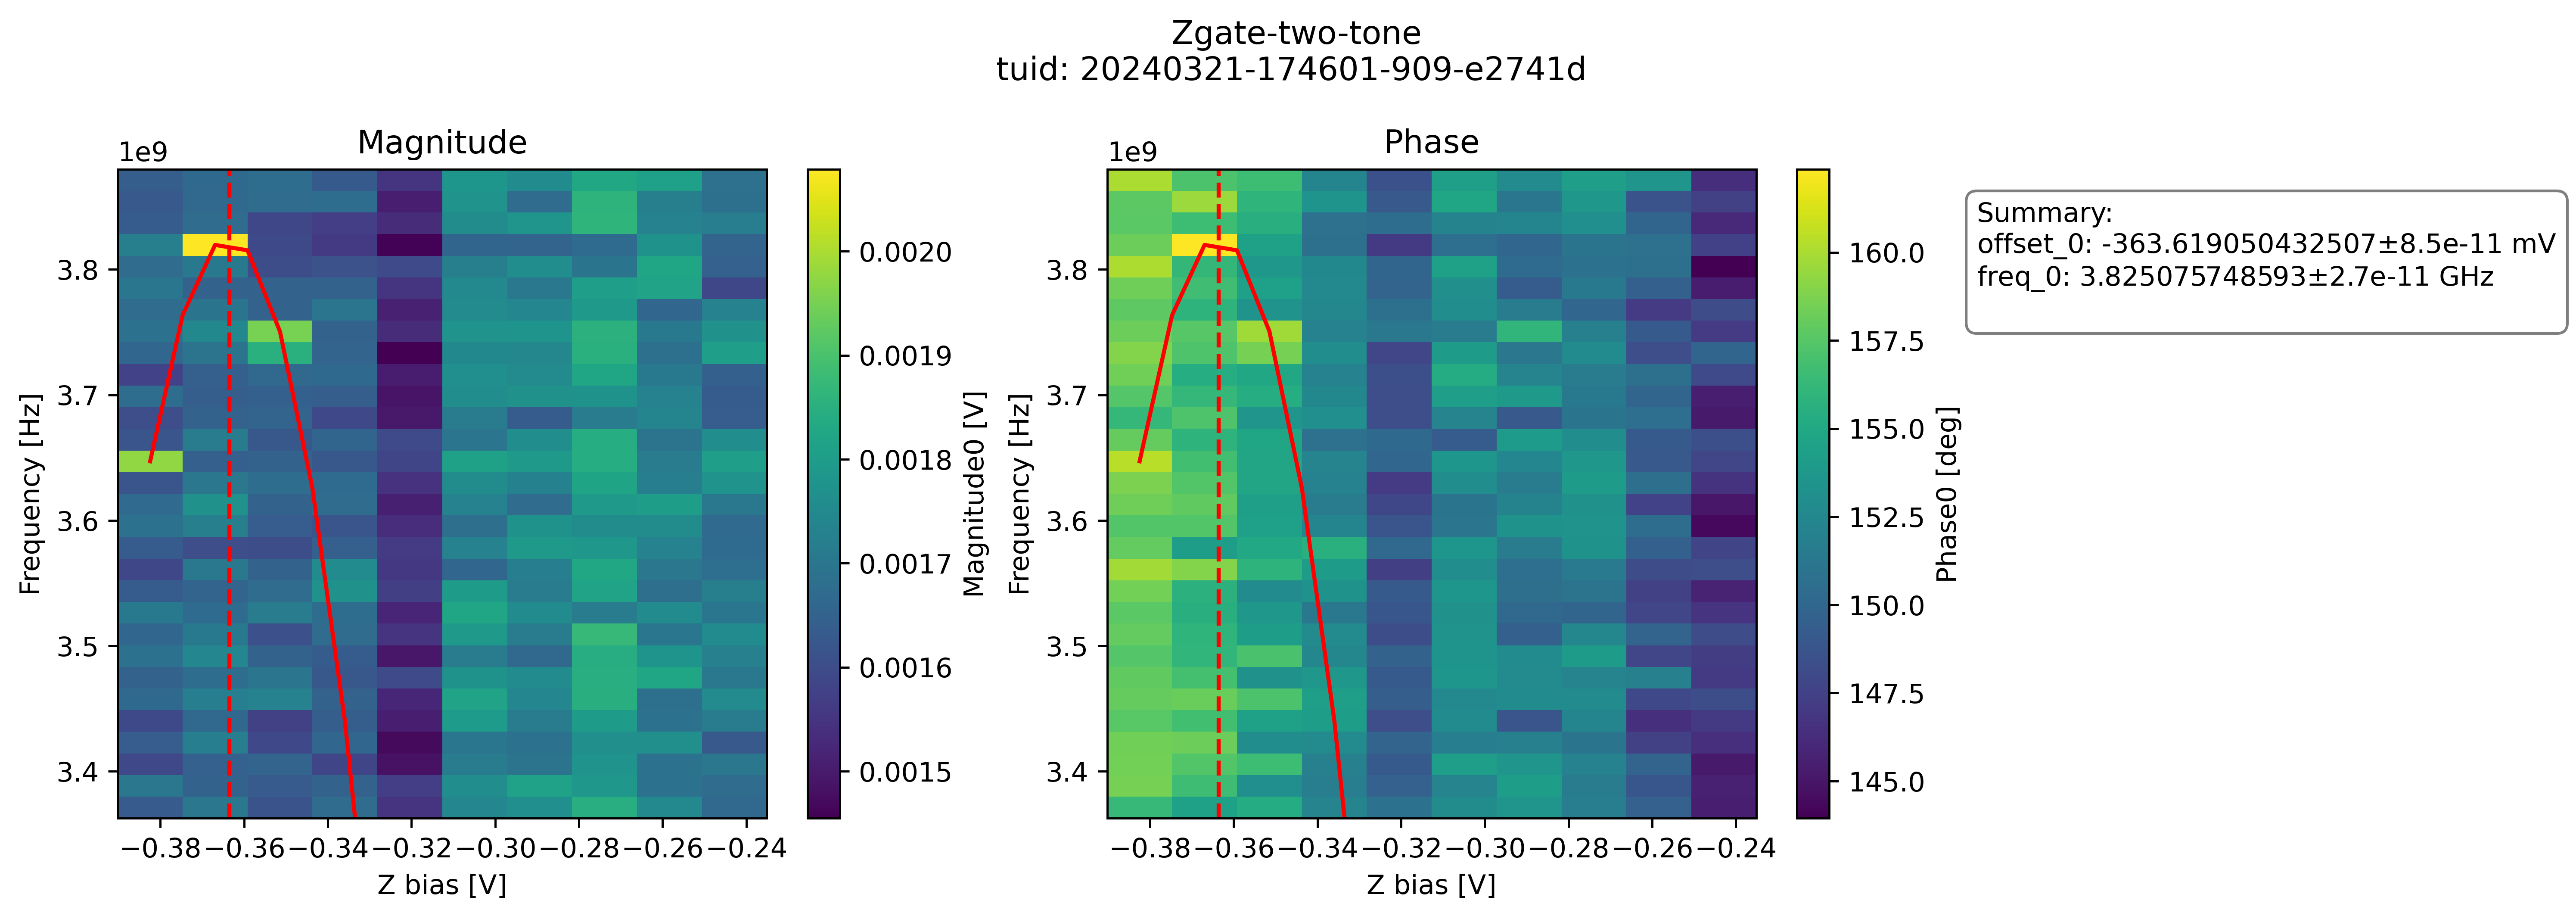 Zgate-two-tone
tuid: 20240321-174601-909-e2741d
Magnitude
1e9
3.8
3.7
3.6
3.5
3.4
Frequency [Hz]
−0.38 −0.36 −0.34 −0.32 −0.30 −0.28 −0.26 −0.24
Z bias [V]
0.0020
0.0019
0.0018
0.0017
0.0016
0.0015
Magnitude0 [V]
Phase
1e9
3.8
3.7
3.6
3.5
3.4
Frequency [Hz]
−0.38 −0.36 −0.34 −0.32 −0.30 −0.28 −0.26 −0.24
Z bias [V]
160.0
157.5
155.0
152.5
150.0
147.5
145.0
Phase0 [deg]
Summary:
offset_0: -363.619050432507±8.5e-11 mV
freq_0: 3.825075748593±2.7e-11 GHz